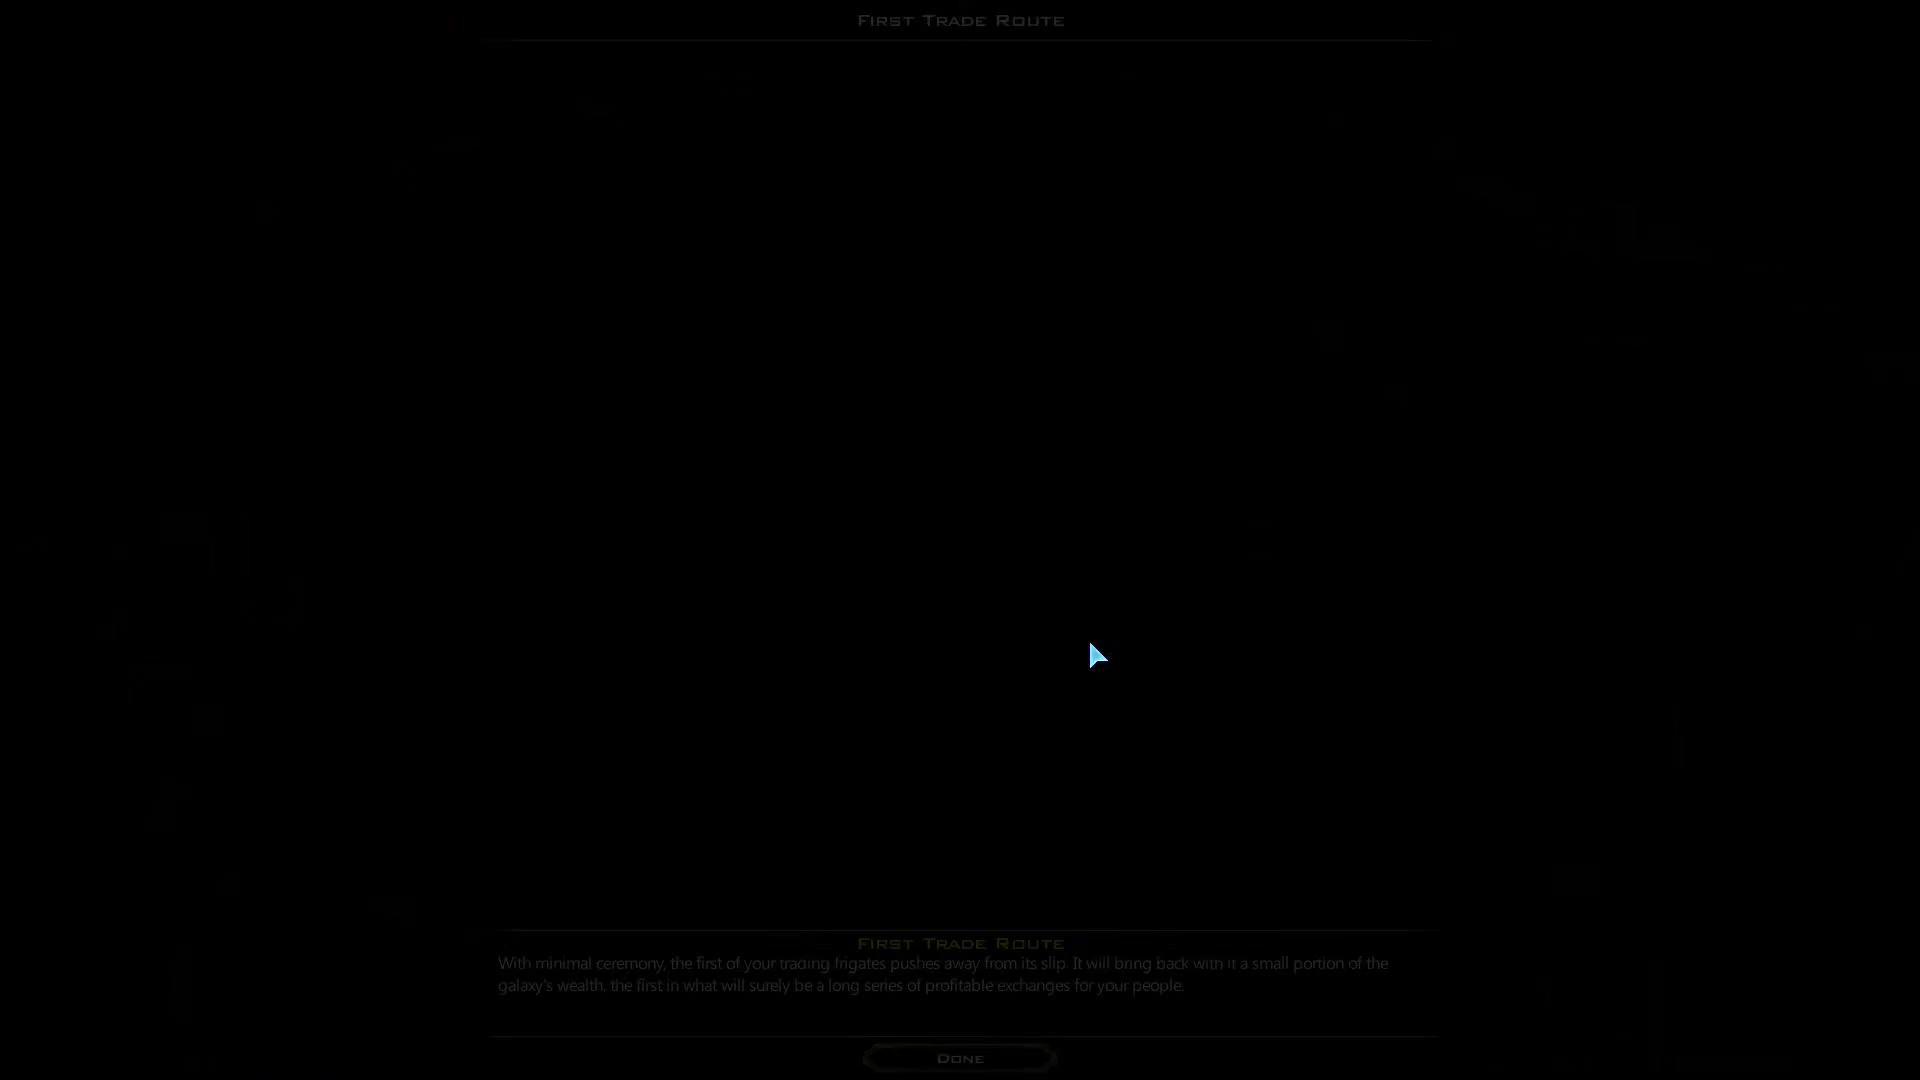 First Trade Route
First Trade Route
With minimal ceremony, the first of your trading frigates pushes away from its slip. It will bring back with it a small portion of the
galaxy's wealth, the first in what will surely be a long series of profitable exchanges for your people.
Done